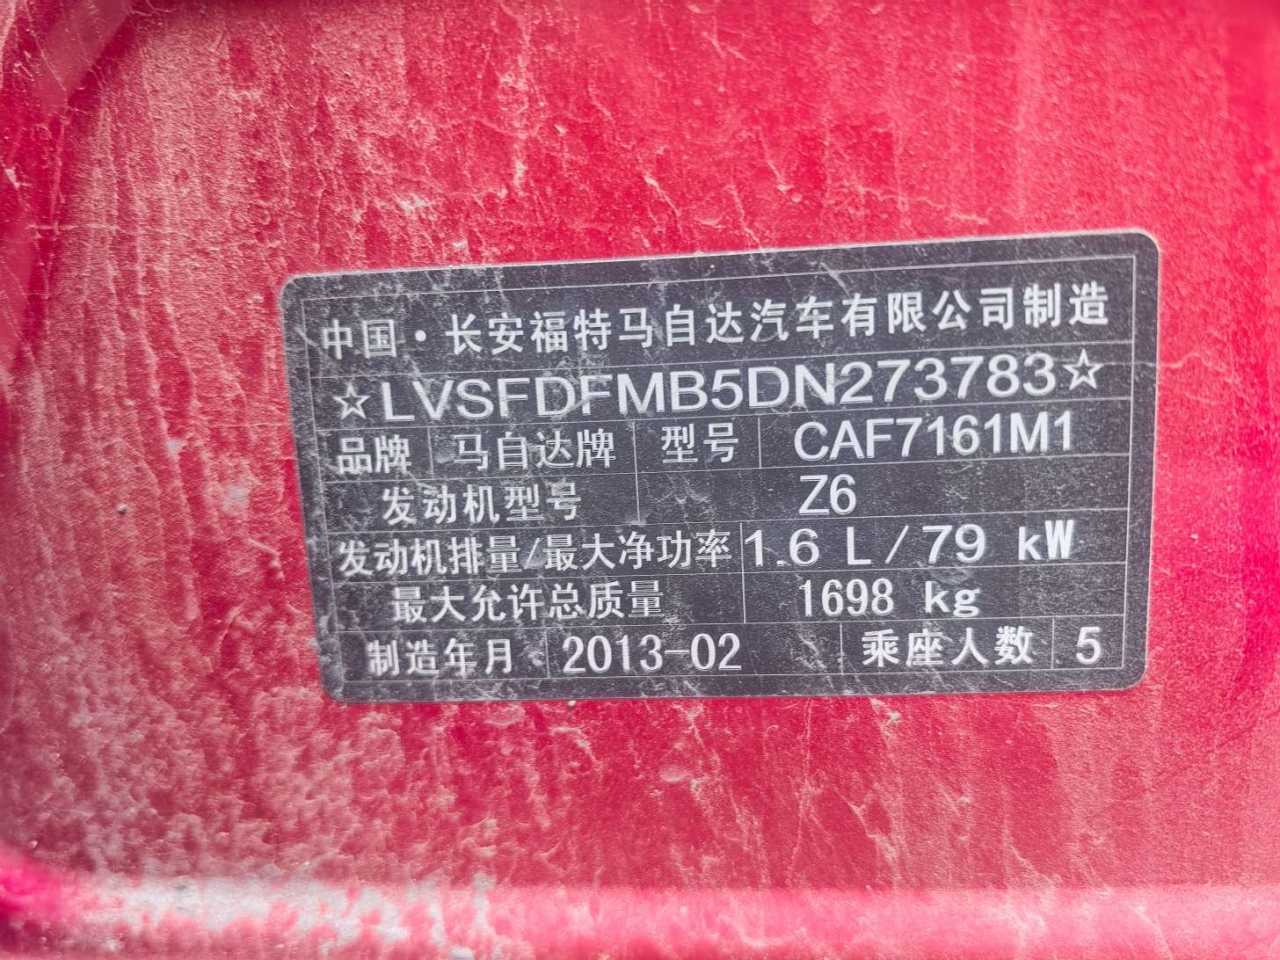 中国·长安福特马自达汽车有限公司制造
☆LVSFDFMB5DN273783☆
品牌 马自达牌 型号 CAF7161M1
发动机型号 Z6
发动机排量/最大净功率 1.6 L/79 kW
最大允许总质量 1698 kg
制造年月 2013-02 乘座人数 5